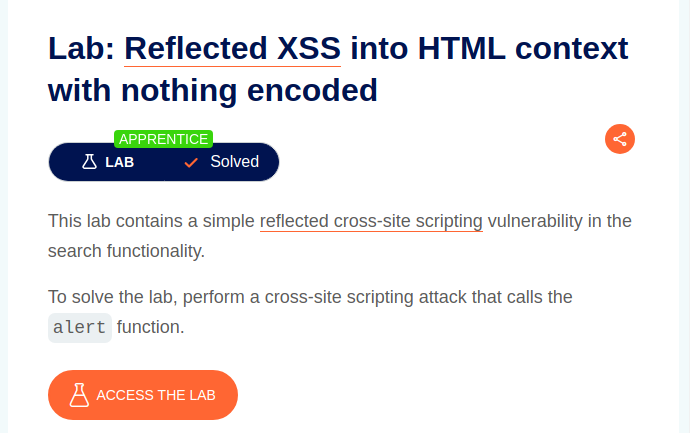 Lab: Reflected XSS into HTML context
with nothing encoded
APPRENTICE
LAB Solved
This lab contains a simple reflected cross-site scripting vulnerability in the
search functionality.
To solve the lab, perform a cross-site scripting attack that calls the
alert function.
ACCESS THE LAB